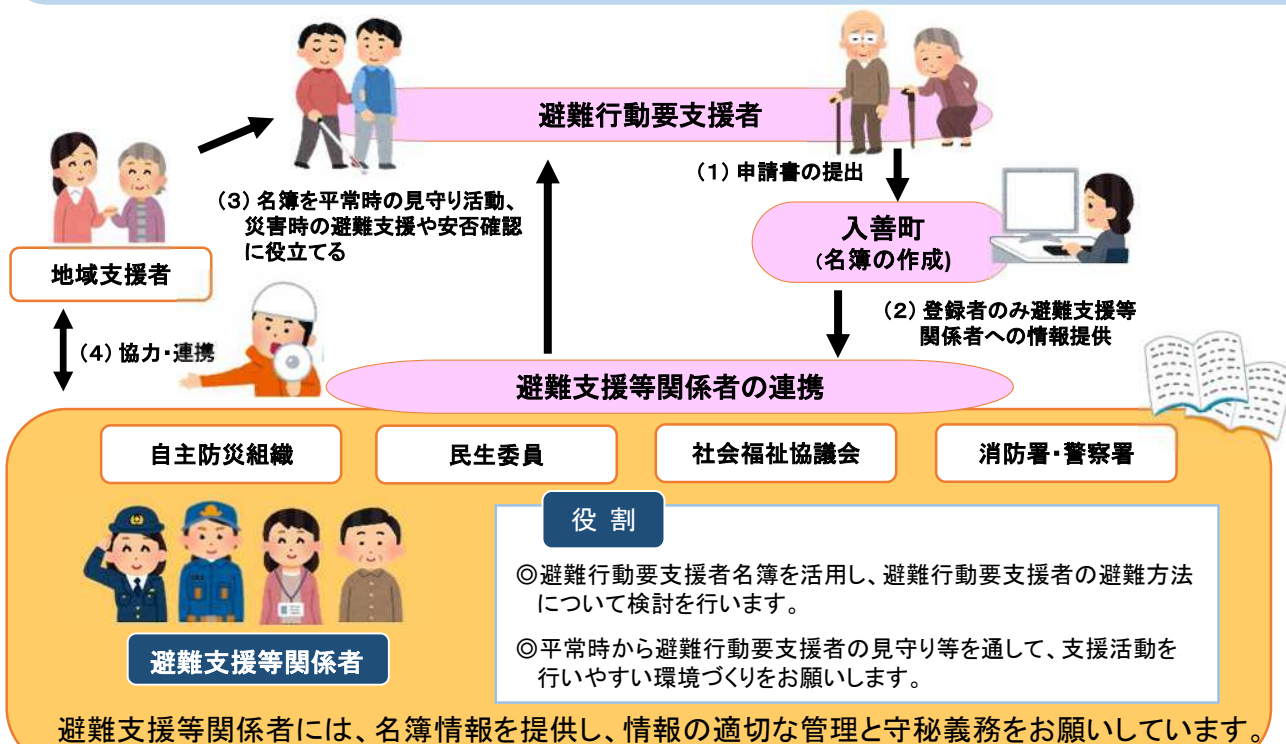 避難行動要支援者
(1) 申請書の提出
(3) 名簿を平常時の見守り活動、
災害時の避難支援や安否確認
に役立てる
入善町
(名簿の作成)
地域支援者
(2) 登録者のみ避難支援等
関係者への情報提供
(4) 協力・連携
避難支援等関係者の連携
自主防災組織
民生委員
社会福祉協議会
消防署・警察署
役 割
◎避難行動要支援者名簿を活用し、避難行動要支援者の避難方法
について検討を行います。
◎平常時から避難行動要支援者の見守り等を通して、支援活動を
行いやすい環境づくりをお願いします。
避難支援等関係者
避難支援等関係者には、名簿情報を提供し、情報の適切な管理と守秘義務をお願いしています。